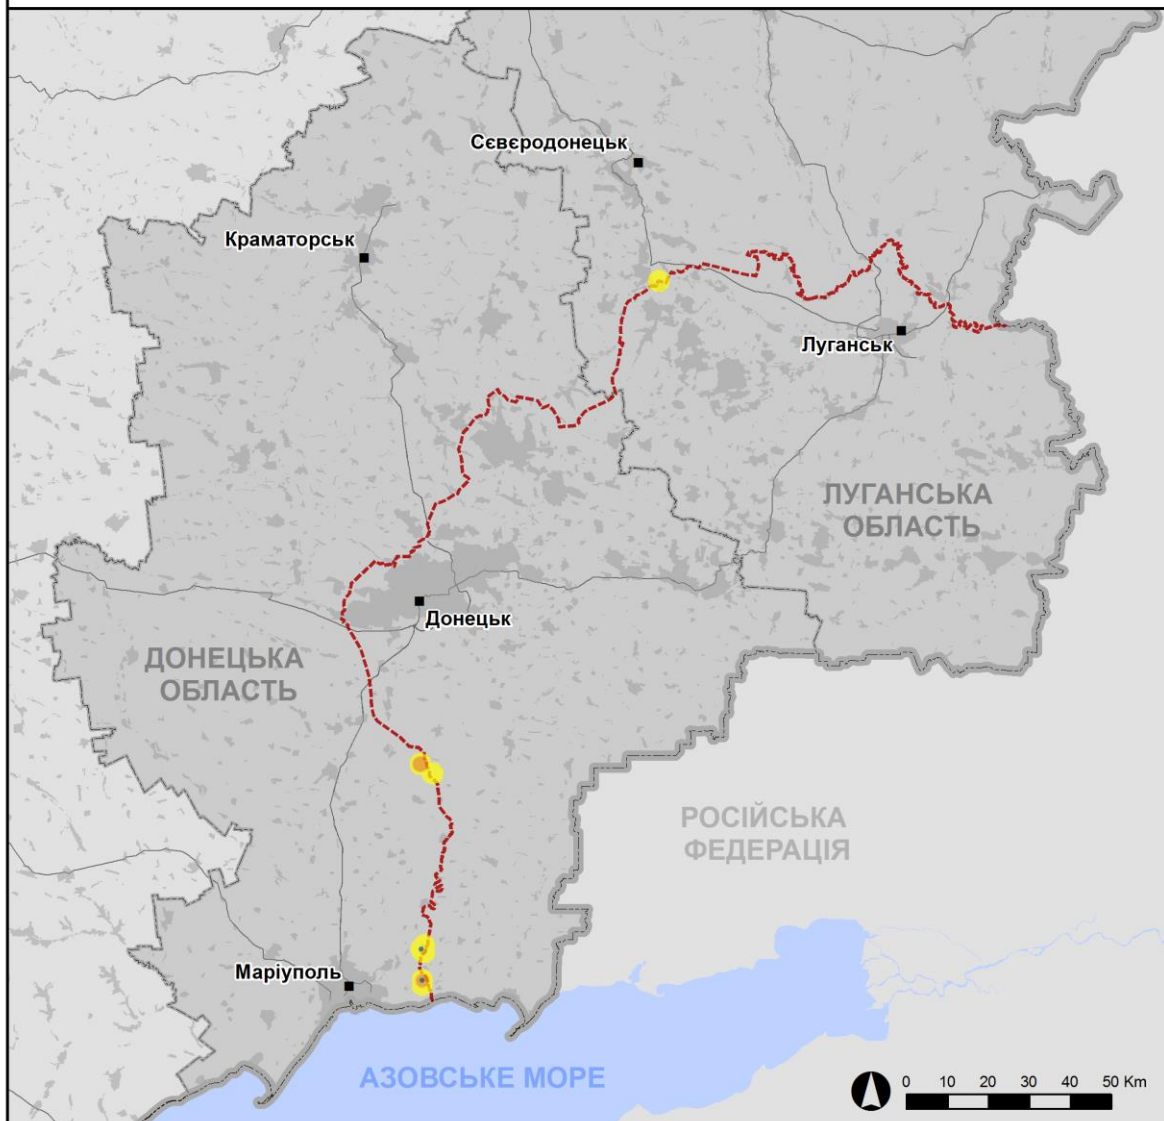 Сєвєродонецьк
Краматорськ
Луганськ
ЛУГАНСЬКА
ОБЛАСТЬ
Донецьк
ДОНЕЦЬКА
ОБЛАСТЬ
РОСІЙСЬКА
ФЕДЕРАЦІЯ
Маріуполь
АЗОВСЬКЕ МОРЕ
0 10 20 30 40 50 Km